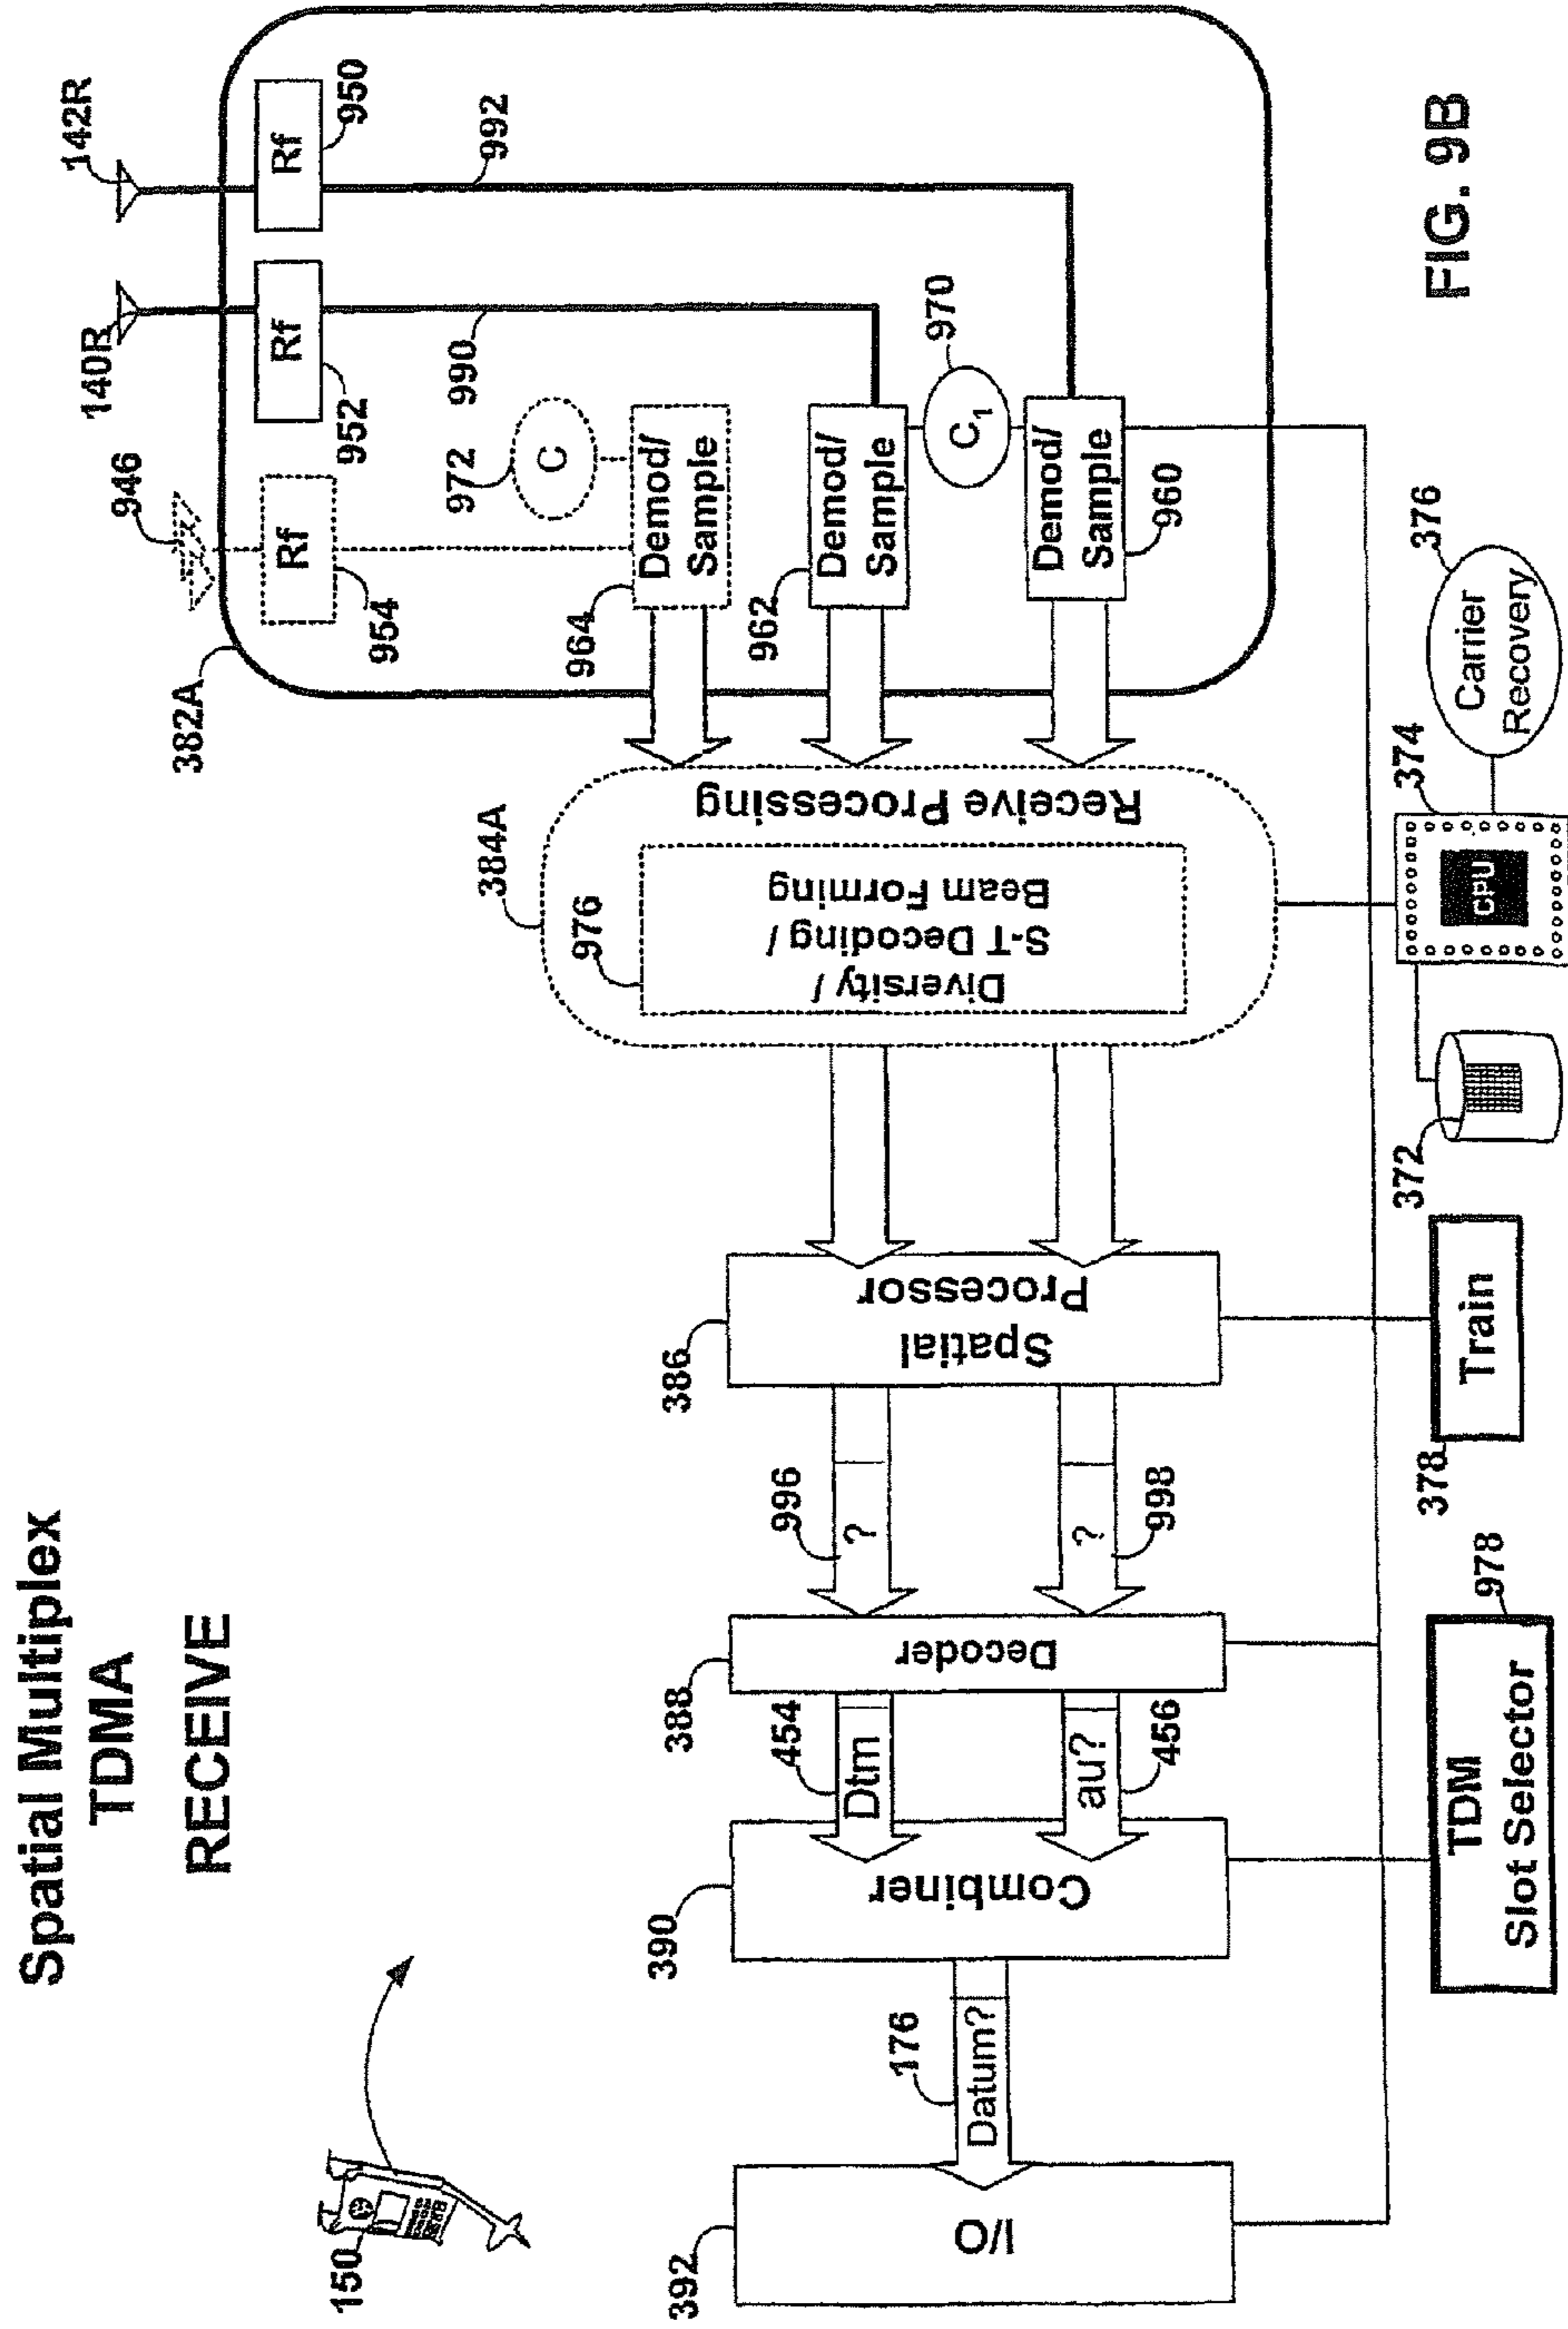 Spatial Multiplex
TDMA
RECEIVE
150
142R
140R
946
382A
Rf
950
Rf
952
Rf
954
992
990
972
C
970
C₁
Demod/
Sample
964
Demod/
Sample
962
Demod/
Sample
960
384A
Receive Processing
976
Diversity /
S-T Decoding /
Beam Forming
386
Spatial
Processor
996
?
998
?
388
Decoder
454
Dtm
456
au?
390
Combiner
176
Datum?
392
I/O
376
Carrier
Recovery
374
CPU
372
378
Train
978
TDM
Slot Selector
FIG. 9B